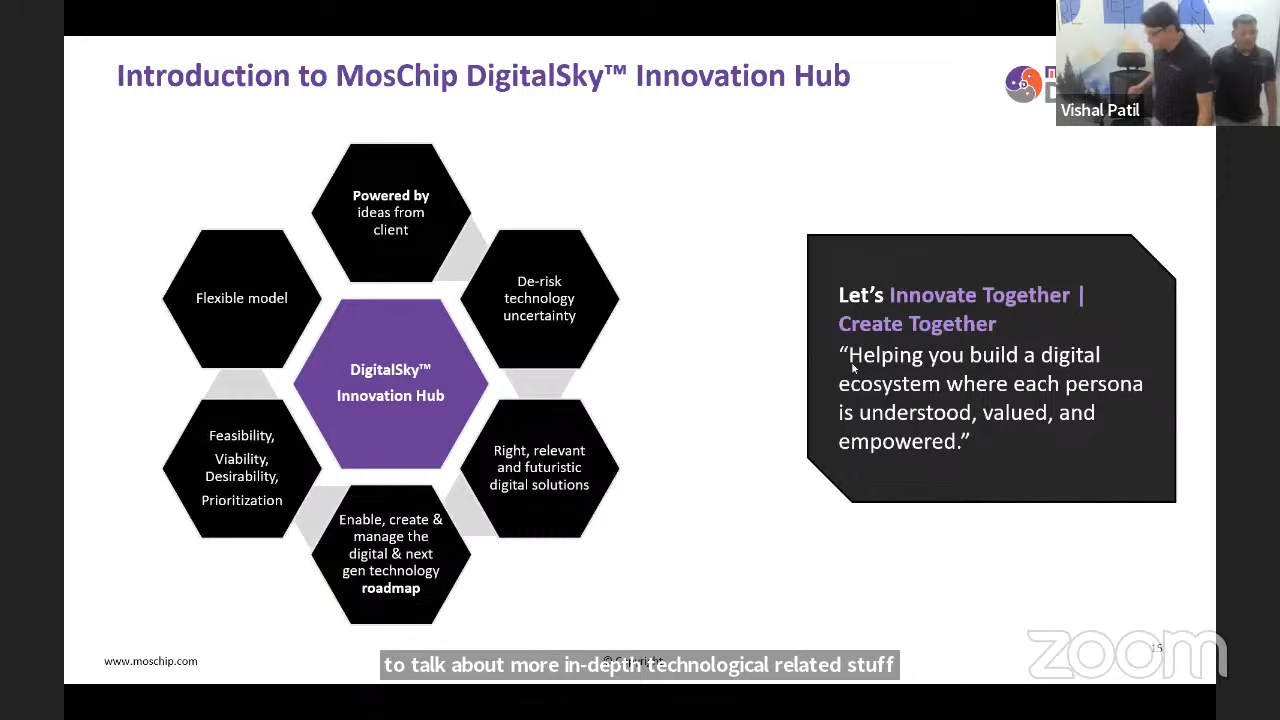 Introduction to MosChip DigitalSky™ Innovation Hub
Vishal Patil
Powered by
ideas from
client
De-risk
technology
uncertainty
Right, relevant
and futuristic
digital solutions
Enable, create &
manage the
digital & next
gen technology
roadmap
Feasibility,
Viability,
Desirability,
Prioritization
Flexible model
DigitalSky™
Innovation Hub
Let's Innovate Together |
Create Together
“Helping you build a digital
ecosystem where each persona
is understood, valued, and
empowered.”
www.moschip.com
15
to talk about more in-depth technological related stuff
zoom